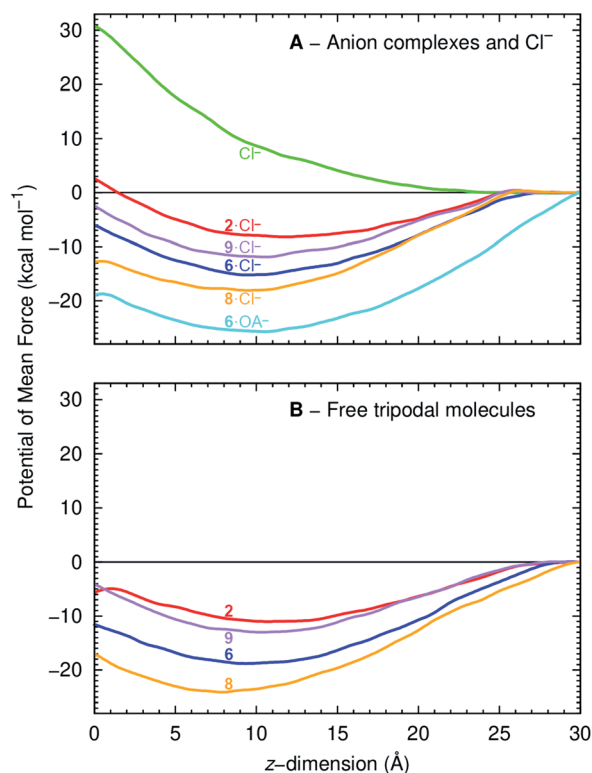 Potential of Mean Force (kcal mol⁻¹)
A – Anion complexes and Cl⁻
30
20
10
0
−10
−20
Cl⁻
2·Cl⁻
9·Cl⁻
6·Cl⁻
8·Cl⁻
6·OA⁻
B – Free tripodal molecules
30
20
10
0
−10
−20
2
9
6
8
0 5 10 15 20 25 30
z−dimension (Å)